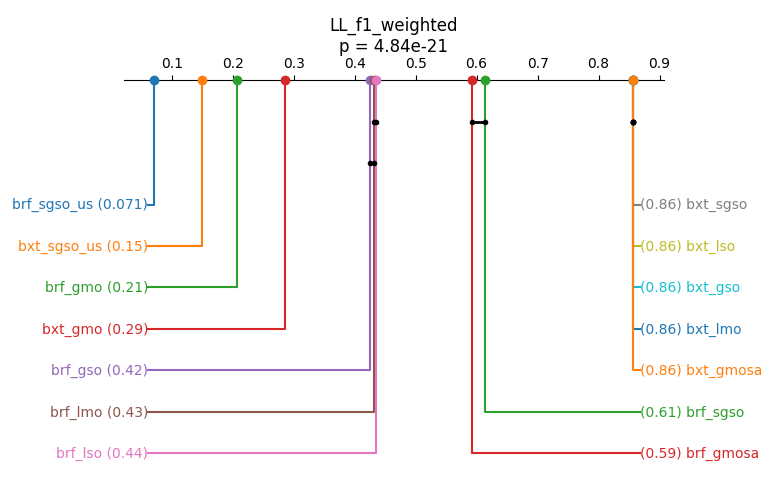 LL_f1_weighted
p = 4.84e-21
0.1 0.2 0.3 0.4 0.5 0.6 0.7 0.8 0.9
brf_sgso_us (0.071) (0.86) bxt_sgso
bxt_sgso_us (0.15) (0.86) bxt_lso
brf_gmo (0.21) (0.86) bxt_gso
bxt_gmo (0.29) (0.86) bxt_lmo
brf_gso (0.42) (0.86) bxt_gmosa
brf_lmo (0.43) (0.61) brf_sgso
brf_lso (0.44) (0.59) brf_gmosa